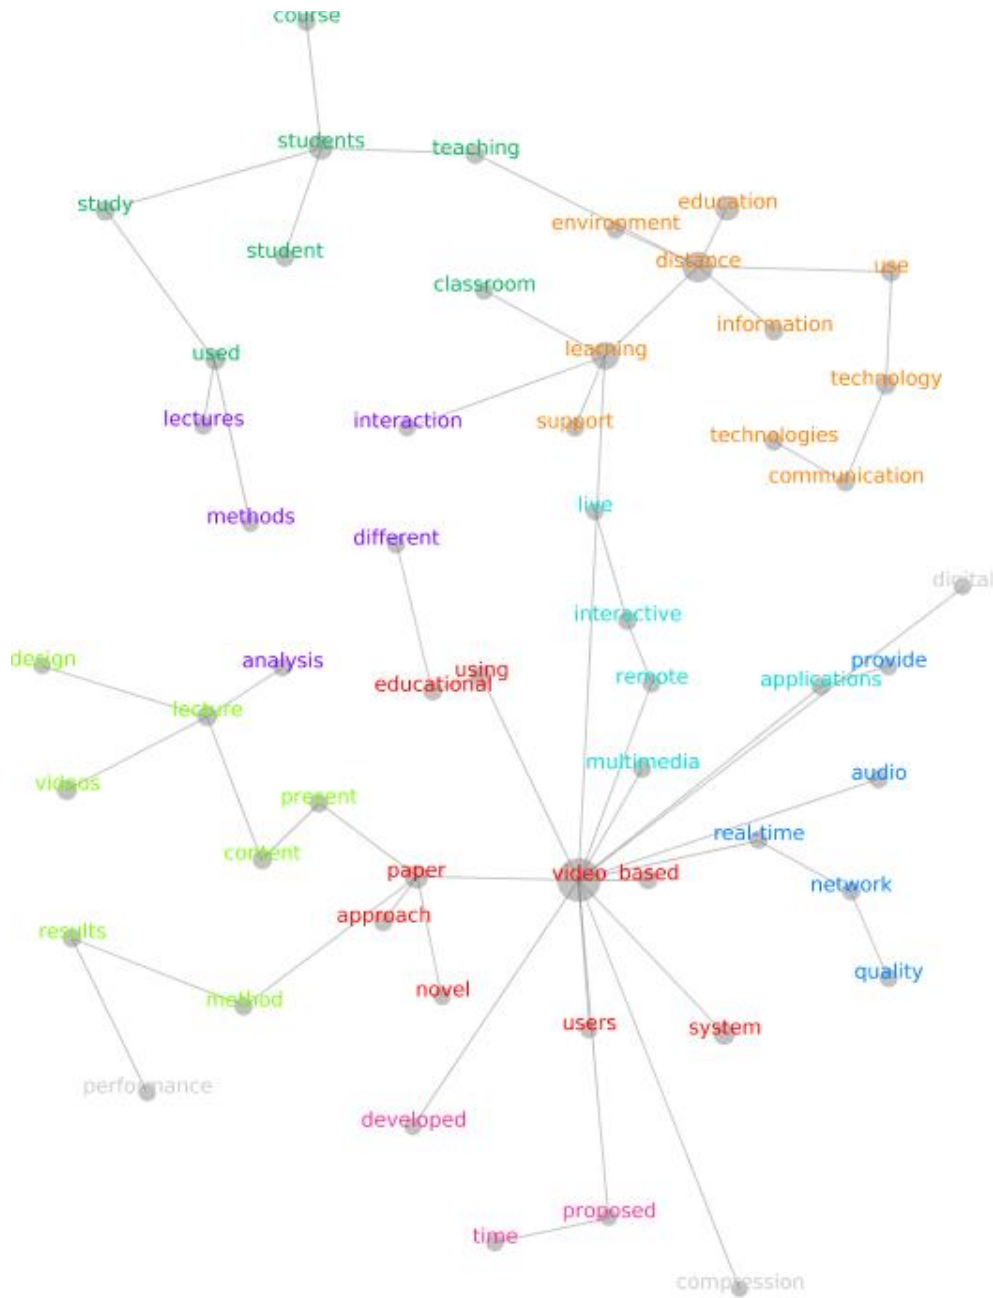 course
students
teaching
education
study
environment
student
distance
use
classroom
information
learning
used
technology
lectures
interaction
support
technologies
communication
live
methods
different
digital
interactive
design
analysis
using
provide
educational
remote
applications
lecture
multimedia
audio
videos
present
real-time
content
paper
video
based
network
approach
results
quality
novel
method
users
system
performance
developed
proposed
time
compression